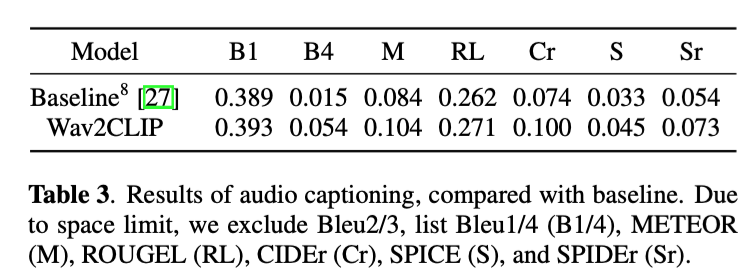 Model B1 B4 M RL Cr S Sr
Baseline⁸ [27] 0.389 0.015 0.084 0.262 0.074 0.033 0.054
Wav2CLIP 0.393 0.054 0.104 0.271 0.100 0.045 0.073
Table 3. Results of audio captioning, compared with baseline. Due
to space limit, we exclude Bleu2/3, list Bleu1/4 (B1/4), METEOR
(M), ROUGEL (RL), CIDEr (Cr), SPICE (S), and SPIDEr (Sr).